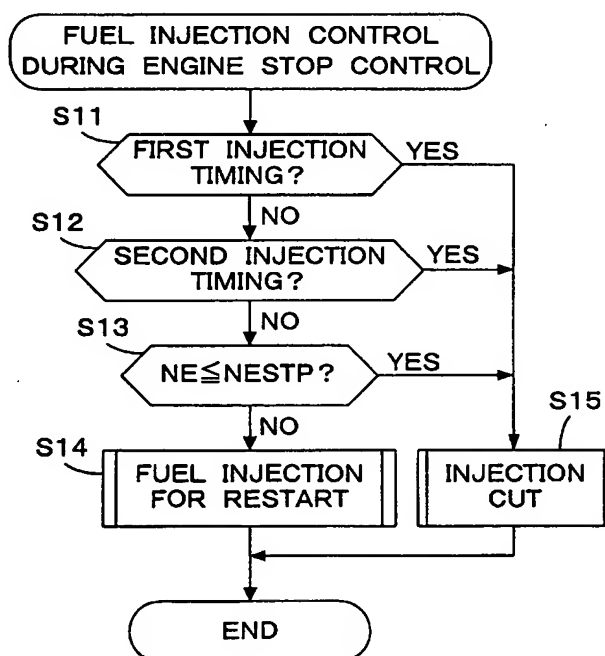 FUEL INJECTION CONTROL
DURING ENGINE STOP CONTROL
S11
FIRST INJECTION
TIMING?
YES
NO
S12
SECOND INJECTION
TIMING?
YES
NO
S13
NE≦NESTP?
YES
NO
S14
FUEL INJECTION
FOR RESTART
S15
INJECTION
CUT
END